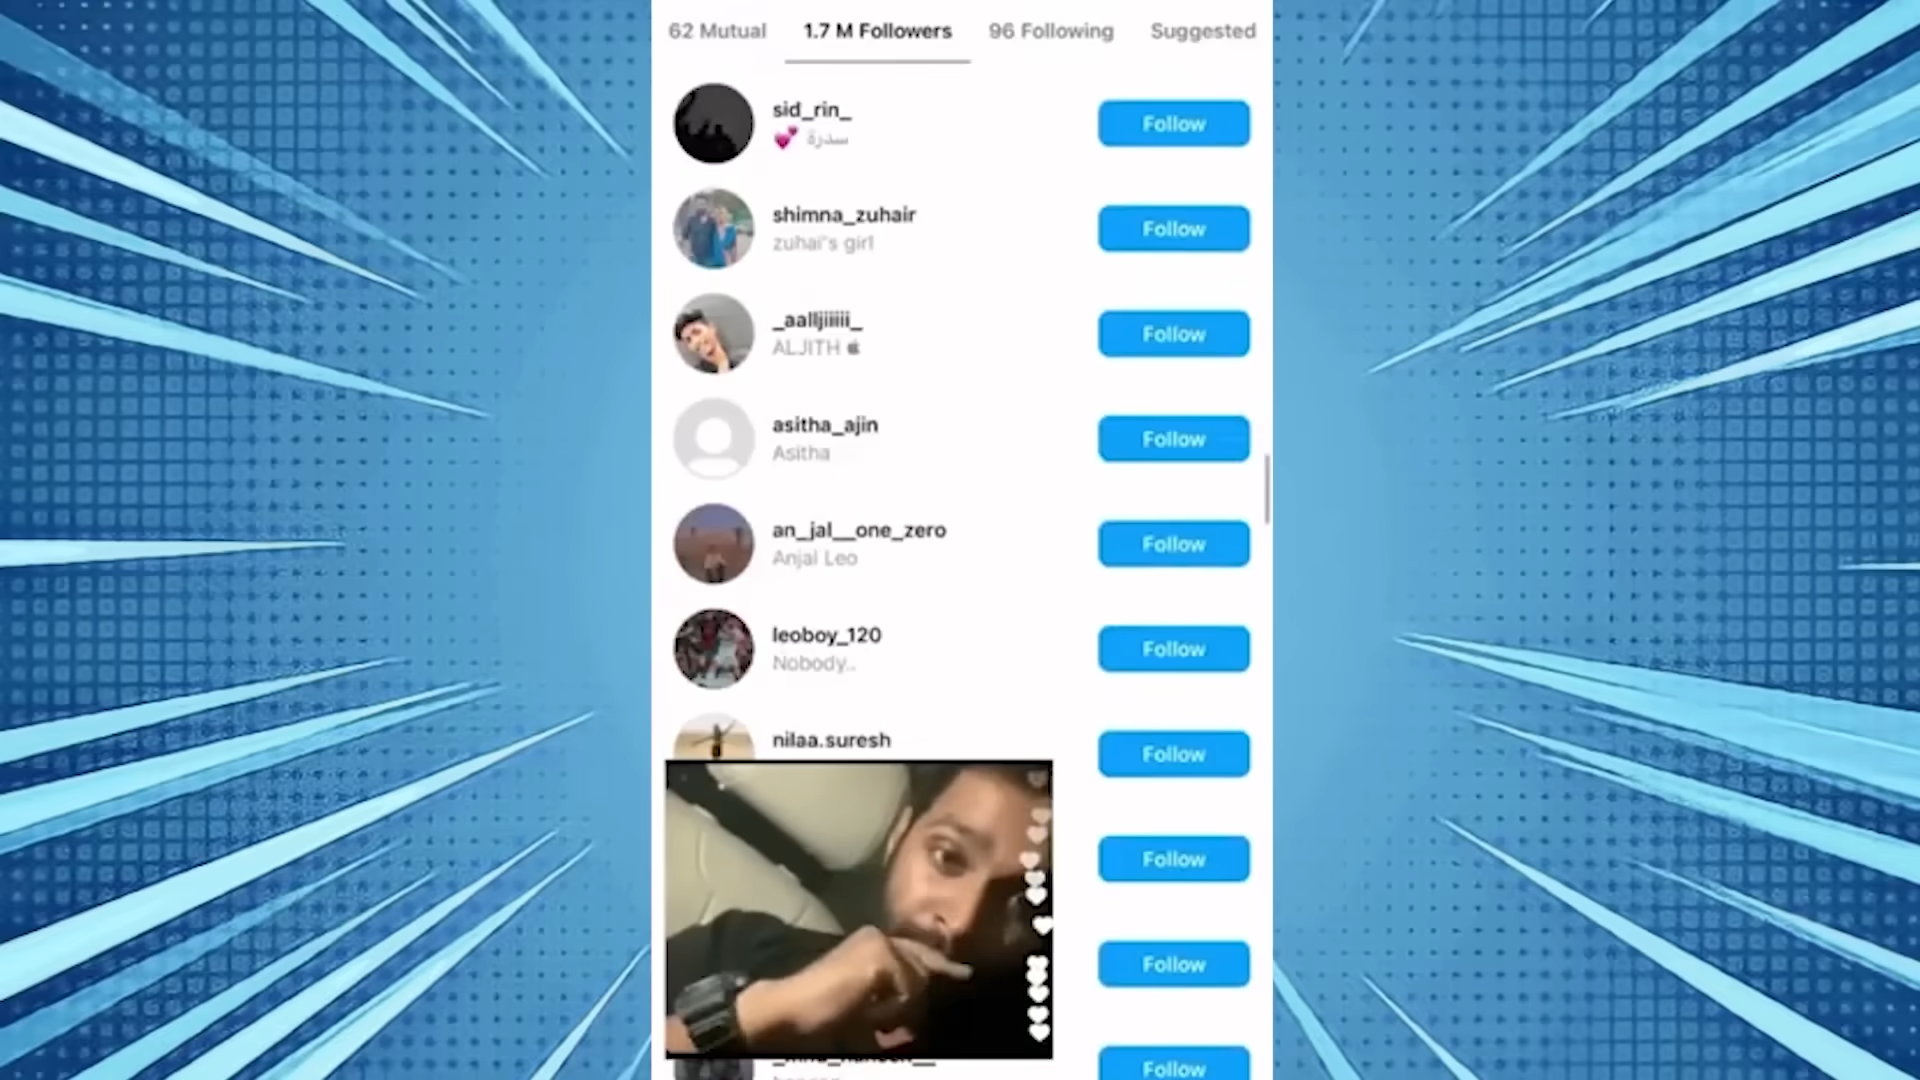 62 Mutual 1.7 M Followers 96 Following Suggested
sid_rin_
💕 سدرة
Follow
shimna_zuhair
zuhai's girl
Follow
_aalljiiiii_
ALJITH
Follow
asitha_ajin
Asitha
Follow
an_jal__one_zero
Anjal Leo
Follow
leoboy_120
Nobody..
Follow
nilaa.suresh
Follow
Follow
Follow
Follow